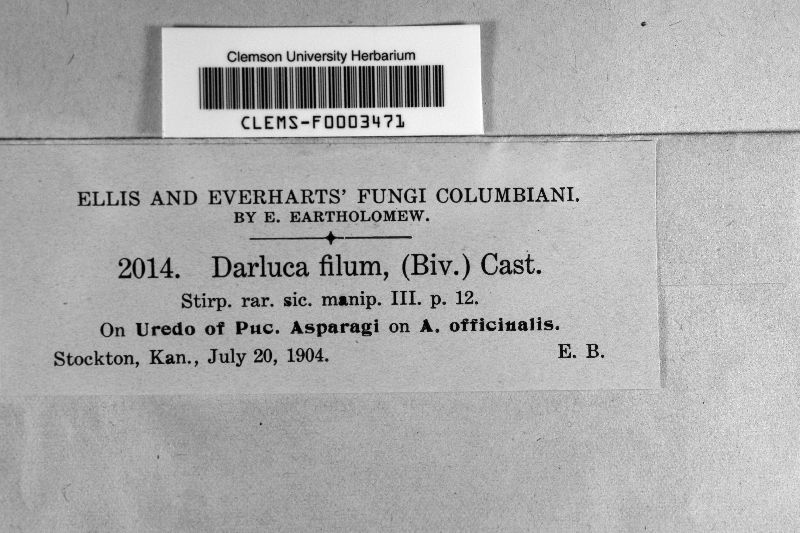 Clemson University Herbarium
CLEMS-F0003471
ELLIS AND EVERHARTS' FUNGI COLUMBIANI.
BY E. EARTHOLOMEW.
2014. Darluca filum, (Biv.) Cast.
Stirp. rar. sic. manip. III. p. 12.
On Uredo of Puc. Asparagi on A. officinalis.
Stockton, Kan., July 20, 1904. E. B.